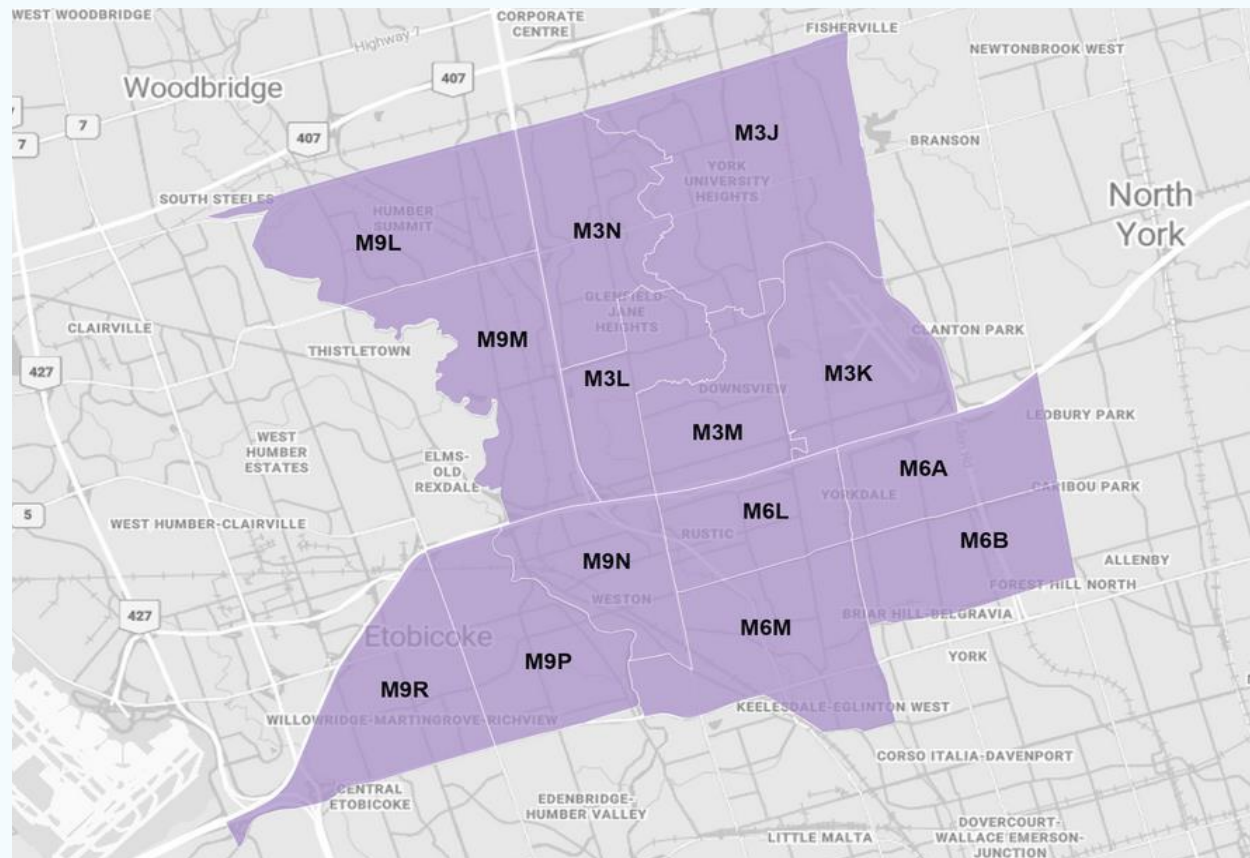 WEST WOODBRIDGE
CORPORATE
CENTRE
FISHERVILLE
Highway 7
NEWTONBROOK WEST
Woodbridge
407
7
7
407
M3J
BRANSON
YORK
UNIVERSITY
HEIGHTS
North
York
SOUTH STEELES
HUMBER
SUMMIT
M9L
M3N
GLENFIELD-
JANE
HEIGHTS
CLAIRVILLE
THISTLETOWN
M9M
CLANTON PARK
427
M3L
DOWNSVIEW
M3K
LEDBURY PARK
WEST
HUMBER
ESTATES
M3M
ELMS-
OLD
REXDALE
M6A
CARIBOU PARK
YORKDALE
5
WEST HUMBER-CLAIRVILLE
M6L
RUSTIC
M6B
ALLENBY
M9N
FOREST HILL NORTH
WESTON
427
BRIAR HILL-BELGRAVIA
M6M
Etobicoke
YORK
M9P
M9R
WILLOWRIDGE-MARTINGROVE-RICHVIEW
KEELESDALE-EGLINTON WEST
CORSO ITALIA-DAVENPORT
CENTRAL
ETOBICOKE
EDENBRIDGE-
HUMBER VALLEY
LITTLE MALTA
DOVERCOURT-
WALLACE EMERSON-
JUNCTION